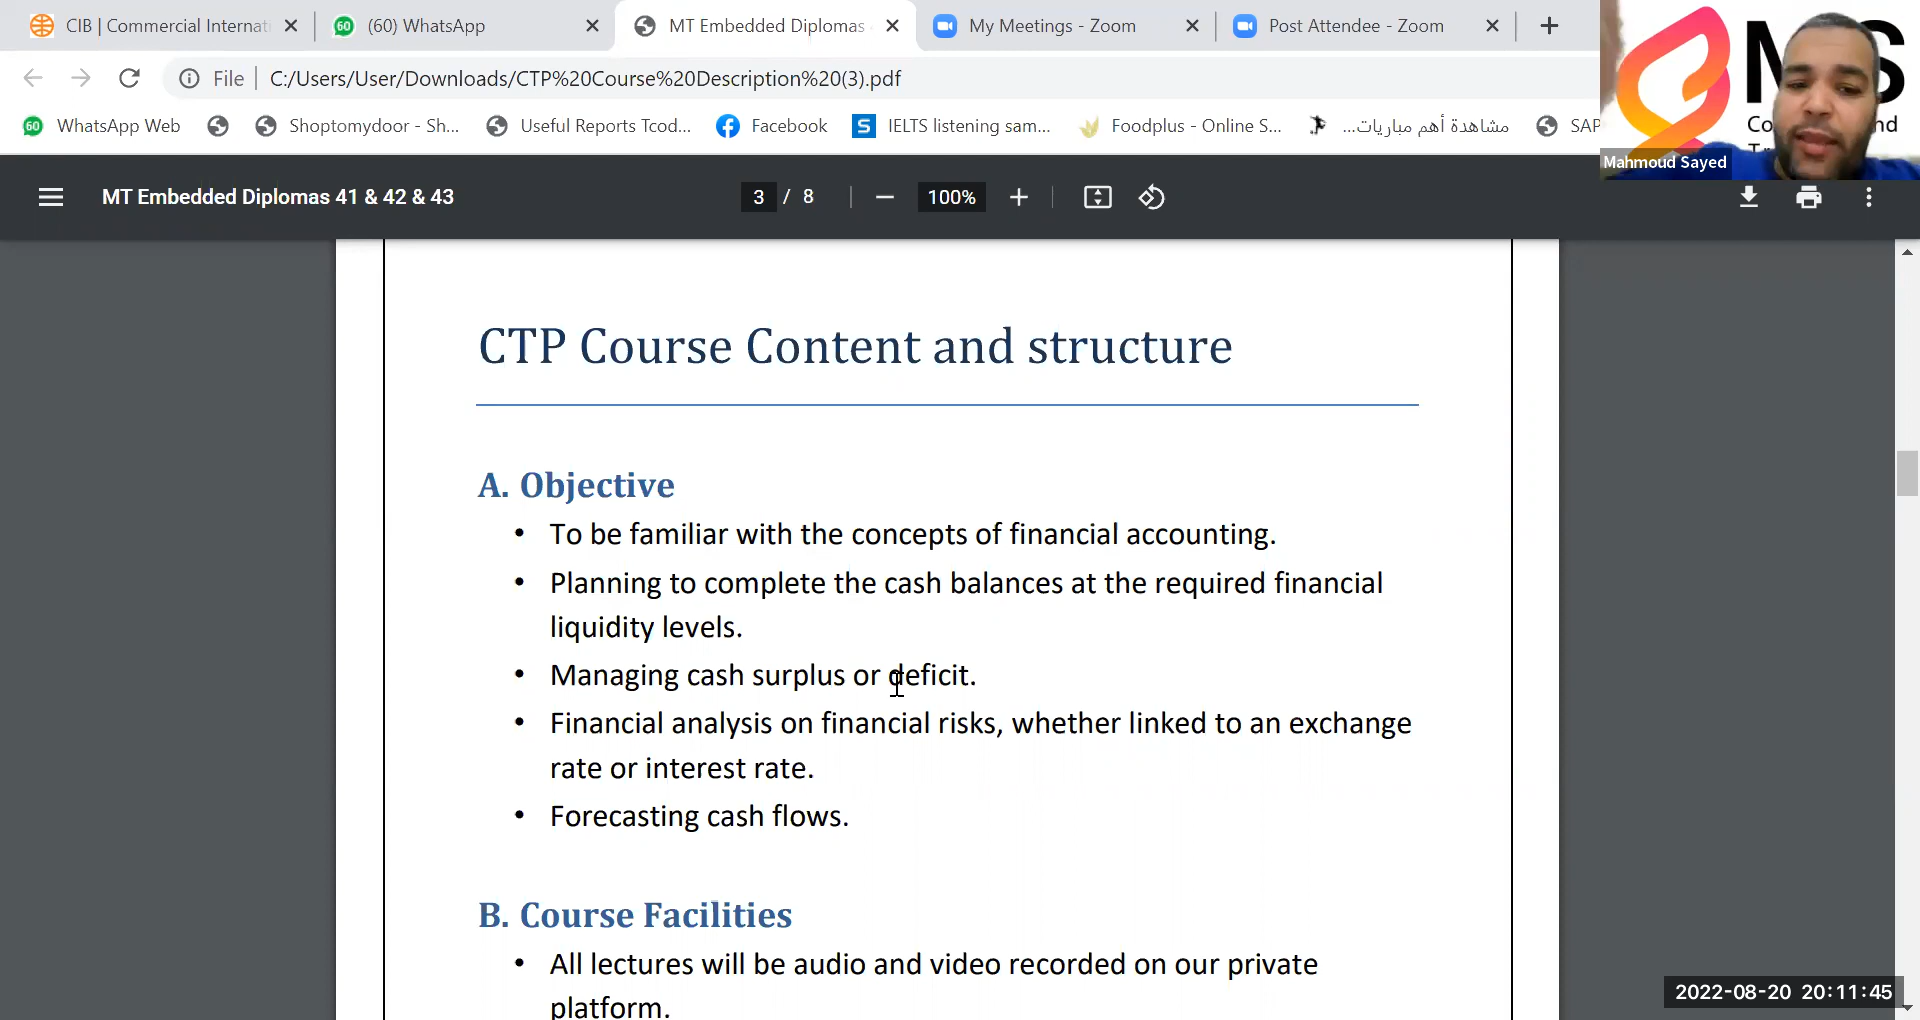 CIB | Commercial Internat
(60) WhatsApp
MT Embedded Diplomas
My Meetings - Zoom
Post Attendee - Zoom
File
C:/Users/User/Downloads/CTP%20Course%20Description%20(3).pdf
60
WhatsApp Web
Shoptomydoor - Sh...
Useful Reports Tcod...
Facebook
S
IELTS listening sam...
Foodplus - Online S...
مشاهدة أهم مباريات...
SAP
Mahmoud Sayed
MT Embedded Diplomas 41 & 42 & 43
3 / 8
100%
CTP Course Content and structure
A. Objective
• To be familiar with the concepts of financial accounting.
• Planning to complete the cash balances at the required financial
liquidity levels.
• Managing cash surplus or deficit.
• Financial analysis on financial risks, whether linked to an exchange
rate or interest rate.
• Forecasting cash flows.
B. Course Facilities
• All lectures will be audio and video recorded on our private
platform.
2022-08-20 20:11:45